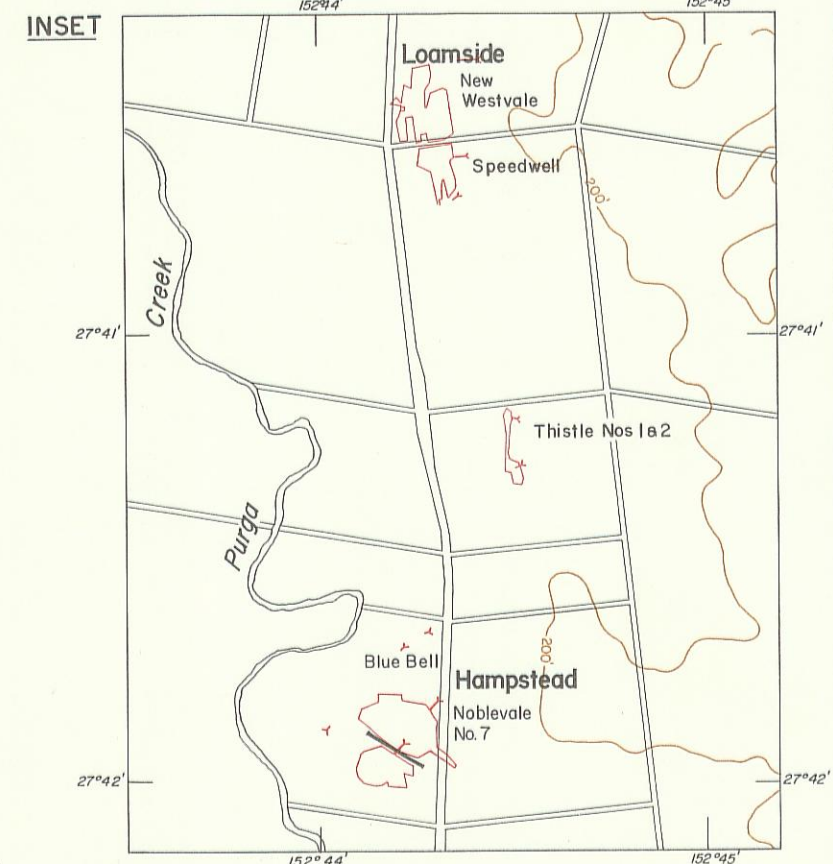 152°44'
152°45'
INSET
Loamside
New
Westvale
Speedwell
200'
Creek
27°41'
27°41'
Thistle Nos 1&2
Purga
200'
Blue Bell
Hampstead
Noblevale
No. 7
27°42'
27°42'
152°44'
152°45'